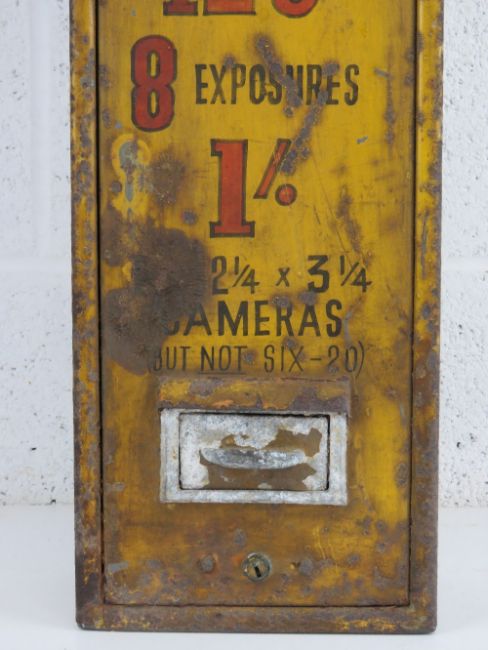 8 EXPOSURES
1/-
2¼ x 3¼
CAMERAS
(BUT NOT SIX-20)